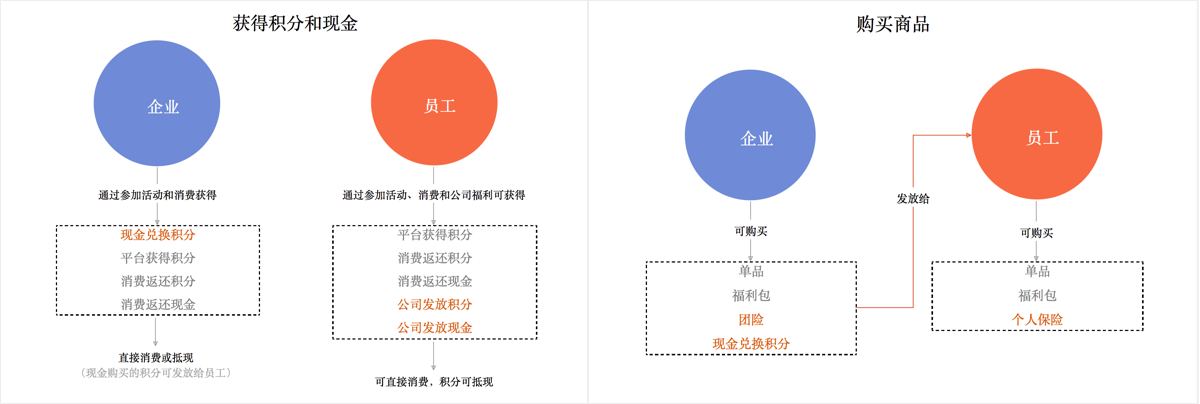 获得积分和现金
企业
员工
通过参加活动和消费获得
通过参加活动、消费和公司福利可获得
现金兑换积分
平台获得积分
消费返还积分
消费返还现金
平台获得积分
消费返还积分
消费返还现金
公司发放积分
公司发放现金
直接消费或抵现
（现金购买的积分可发放给员工）
可直接消费，积分可抵现
购买商品
企业
员工
发放给
可购买
可购买
单品
福利包
团险
现金兑换积分
单品
福利包
个人保险